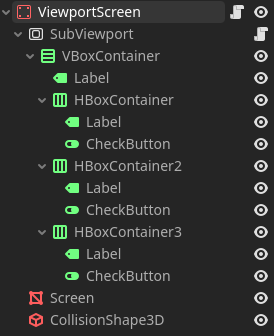 ViewportScreen
SubViewport
VBoxContainer
Label
HBoxContainer
Label
CheckButton
HBoxContainer2
Label
CheckButton
HBoxContainer3
Label
CheckButton
Screen
CollisionShape3D